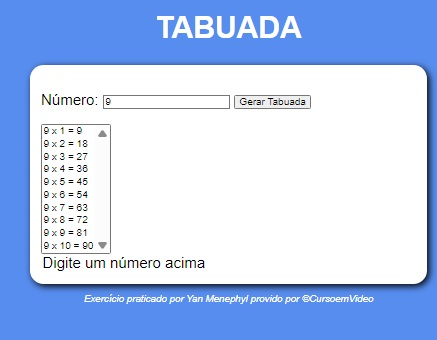 TABUADA
Número: 9 Gerar Tabuada
9 x 1 = 9
9 x 2 = 18
9 x 3 = 27
9 x 4 = 36
9 x 5 = 45
9 x 6 = 54
9 x 7 = 63
9 x 8 = 72
9 x 9 = 81
9 x 10 = 90
Digite um número acima
Exercício praticado por Yan Menephyl provido por ©CursoemVideo